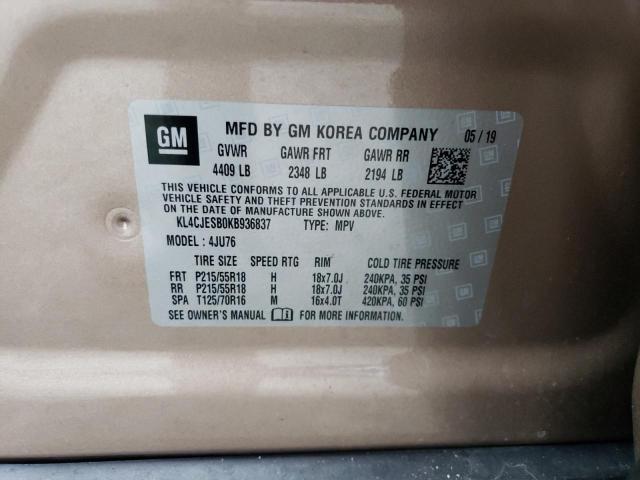 GM MFD BY GM KOREA COMPANY 05 / 19
GVWR GAWR FRT GAWR RR
4409 LB 2348 LB 2194 LB
THIS VEHICLE CONFORMS TO ALL APPLICABLE U.S. FEDERAL MOTOR
VEHICLE SAFETY AND THEFT PREVENTION STANDARDS IN EFFECT
ON THE DATE OF MANUFACTURE SHOWN ABOVE.
KL4CJESB0KB936837 TYPE : MPV
MODEL : 4JU76
TIRE SIZE SPEED RTG RIM COLD TIRE PRESSURE
FRT P215/55R18 H 18x7.0J 240KPA, 35 PSI
RR P215/55R18 H 18x7.0J 240KPA, 35 PSI
SPA T125/70R16 M 16x4.0T 420KPA, 60 PSI
SEE OWNER'S MANUAL FOR MORE INFORMATION.